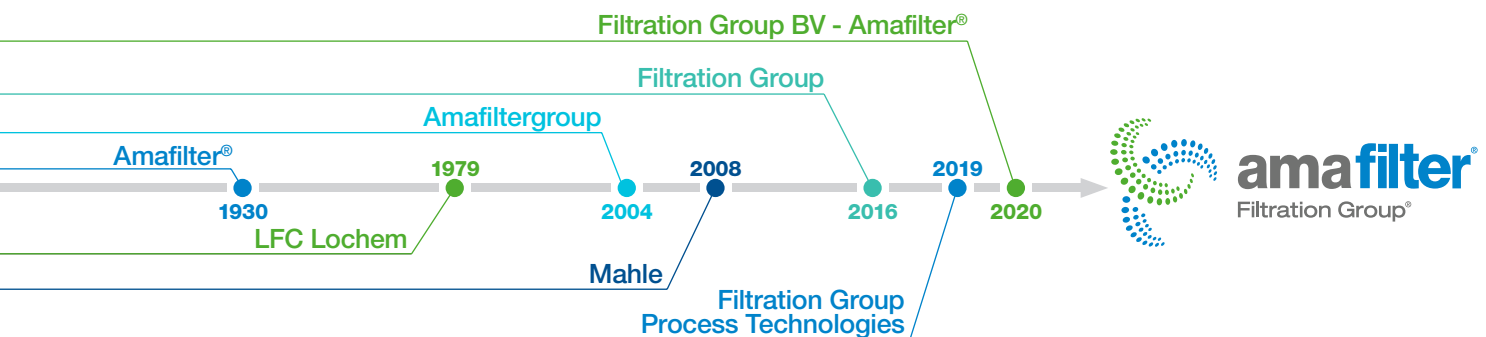 Filtration Group BV - Amafilter®
Filtration Group
Amafiltergroup
Amafilter®
1979
2008
2019
1930
2004
2016
2020
LFC Lochem
Mahle
Filtration Group
Process Technologies
amafilter®
Filtration Group®